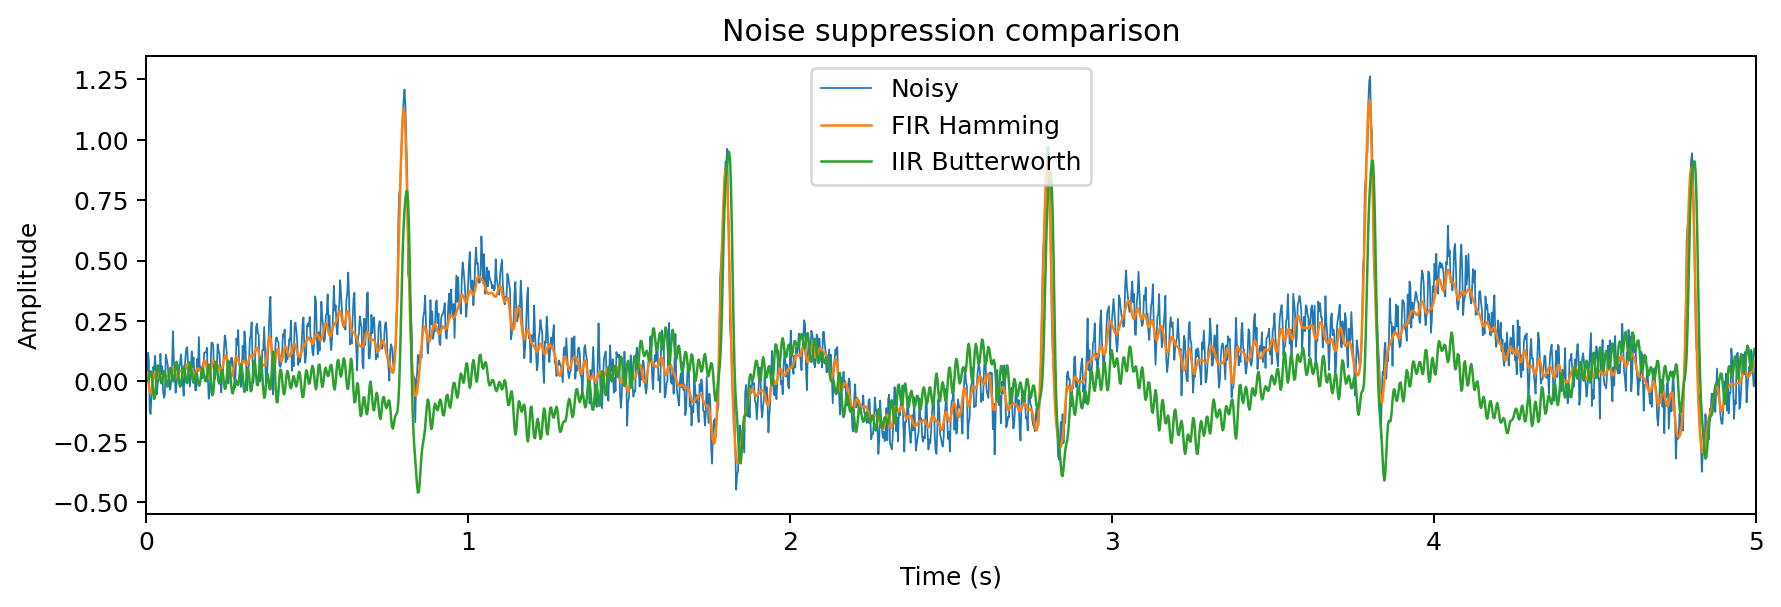 Noise suppression comparison
Noisy
FIR Hamming
IIR Butterworth
Amplitude
1.25
1.00
0.75
0.50
0.25
0.00
−0.25
−0.50
0 1 2 3 4 5
Time (s)